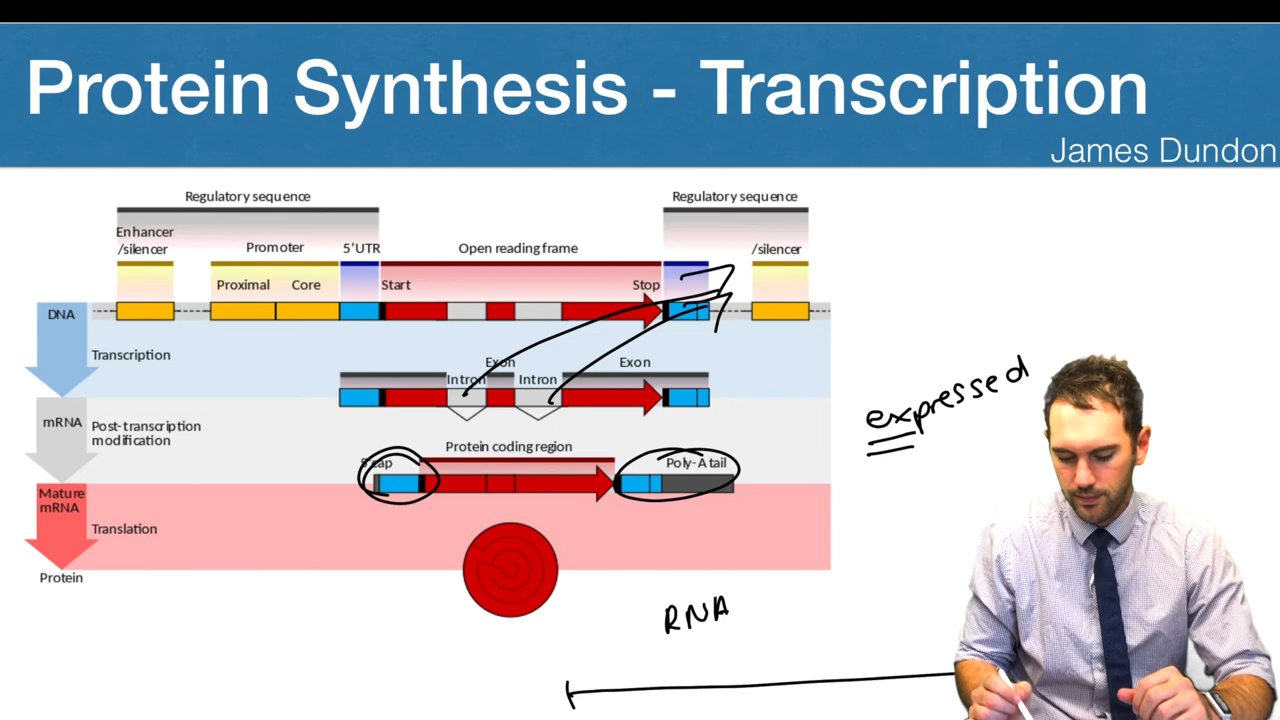 Protein Synthesis - Transcription
James Dundon
Regulatory sequence
Regulatory sequence
Enhancer
/silencer
Promoter
5'UTR
Open reading frame
/silencer
Proximal
Core
Start
Stop
DNA
Transcription
Exon
Exon
Intron
Intron
expressed
mRNA
Post-transcription
modification
Protein coding region
cap
Poly-A tail
Mature
mRNA
Translation
Protein
RNA